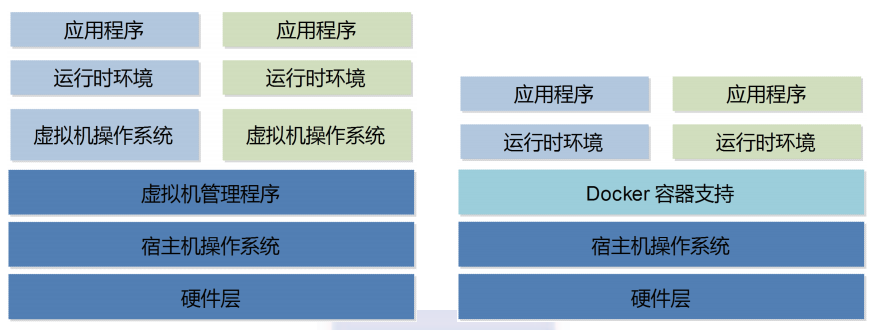 应用程序
应用程序
运行时环境
运行时环境
虚拟机操作系统
虚拟机操作系统
虚拟机管理程序
宿主机操作系统
硬件层
应用程序
应用程序
运行时环境
运行时环境
Docker 容器支持
宿主机操作系统
硬件层